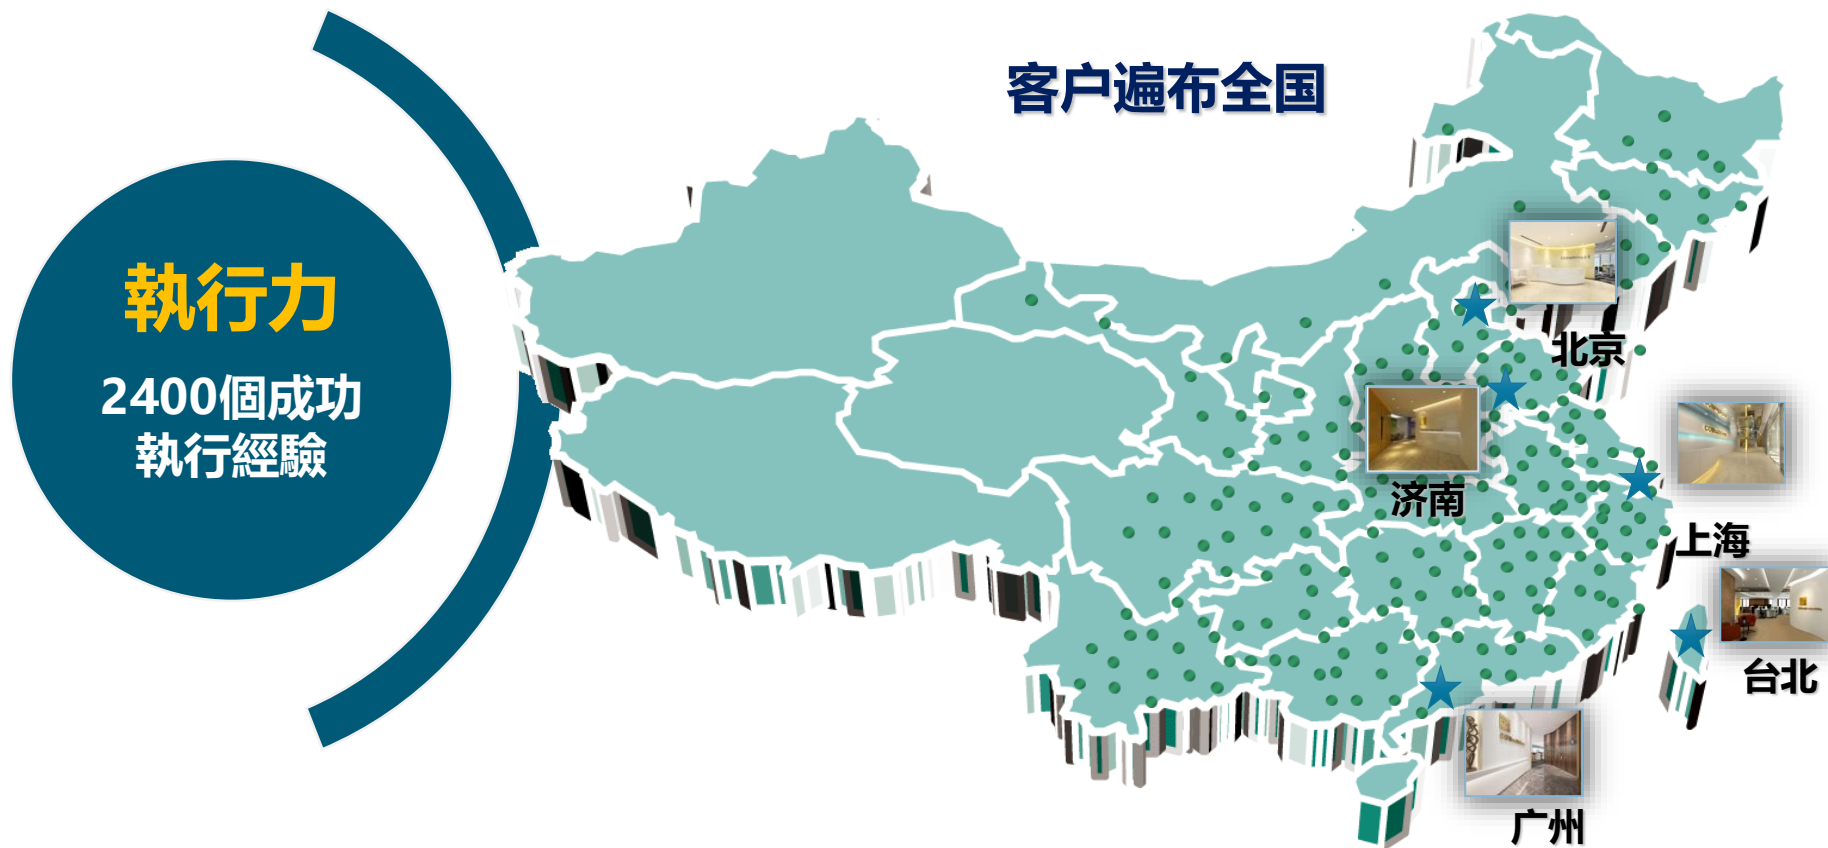 客户遍布全国
執行力
2400個成功
執行經驗
北京
济南
上海
台北
广州